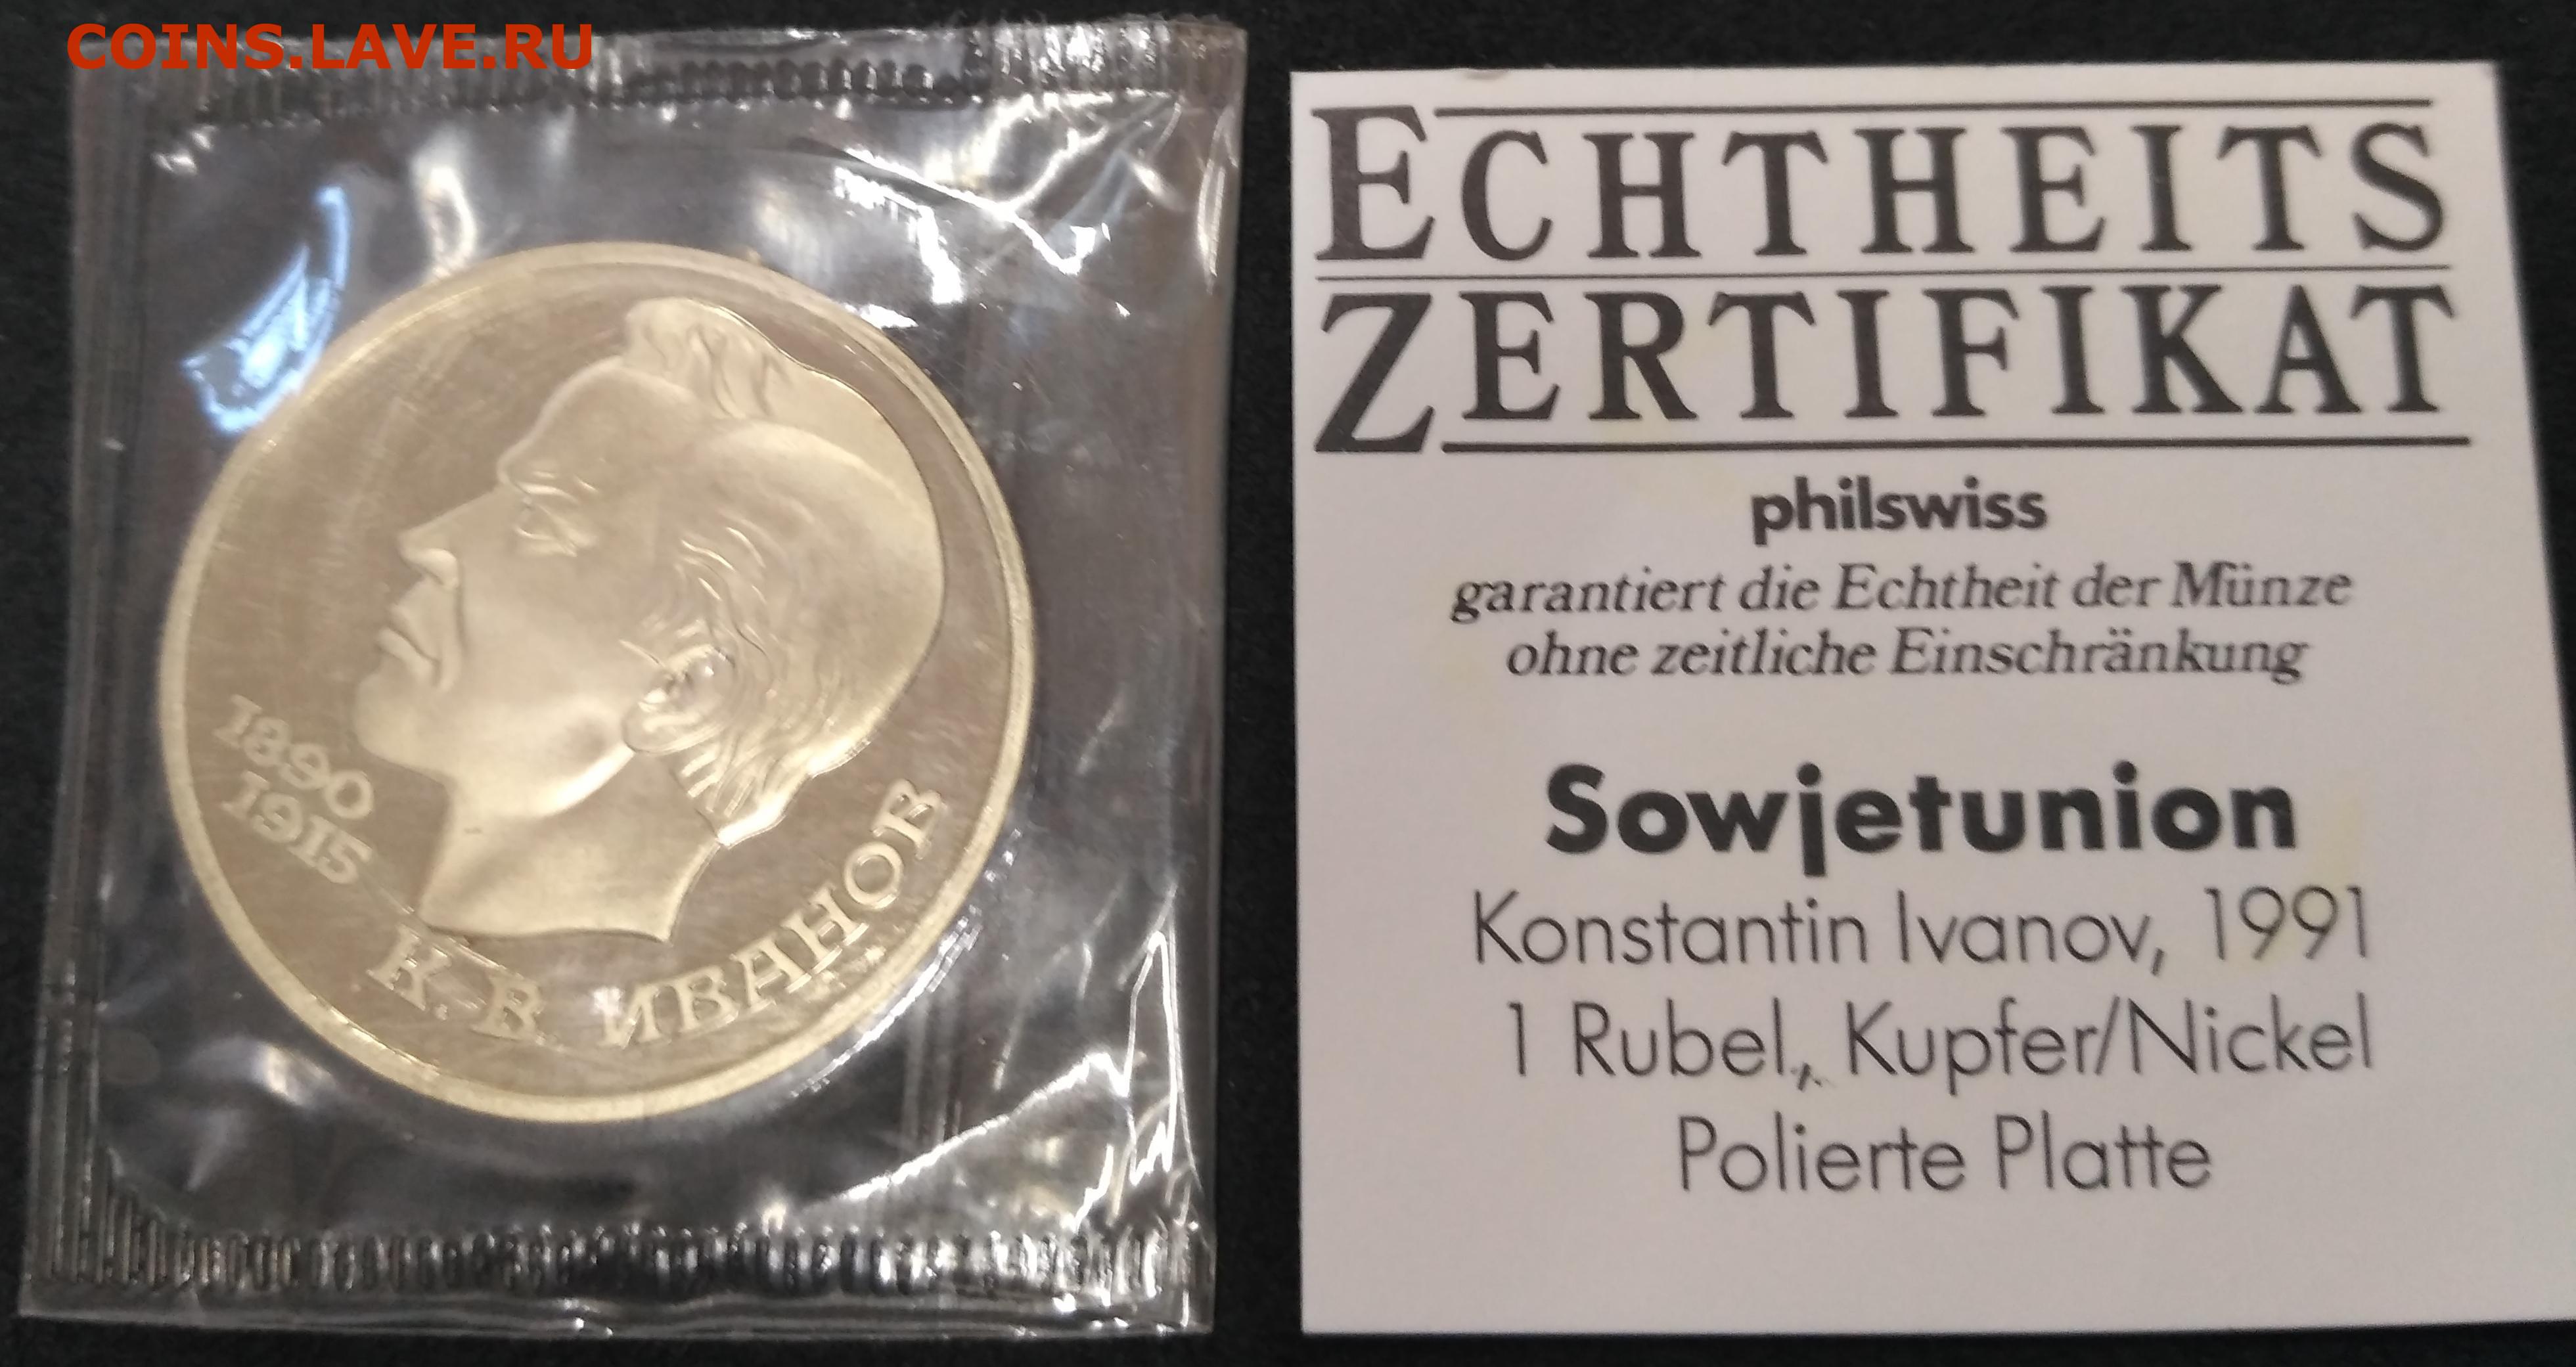 COINS.LAVE.RU
1890
1915
К. В. ИВАНОВ
ECHTHEITS
ZERTIFIKAT
philswiss
garantiert die Echtheit der Münze
ohne zeitliche Einschränkung
Sowjetunion
Konstantin Ivanov, 1991
1 Rubel, Kupfer/Nickel
Polierte Platte